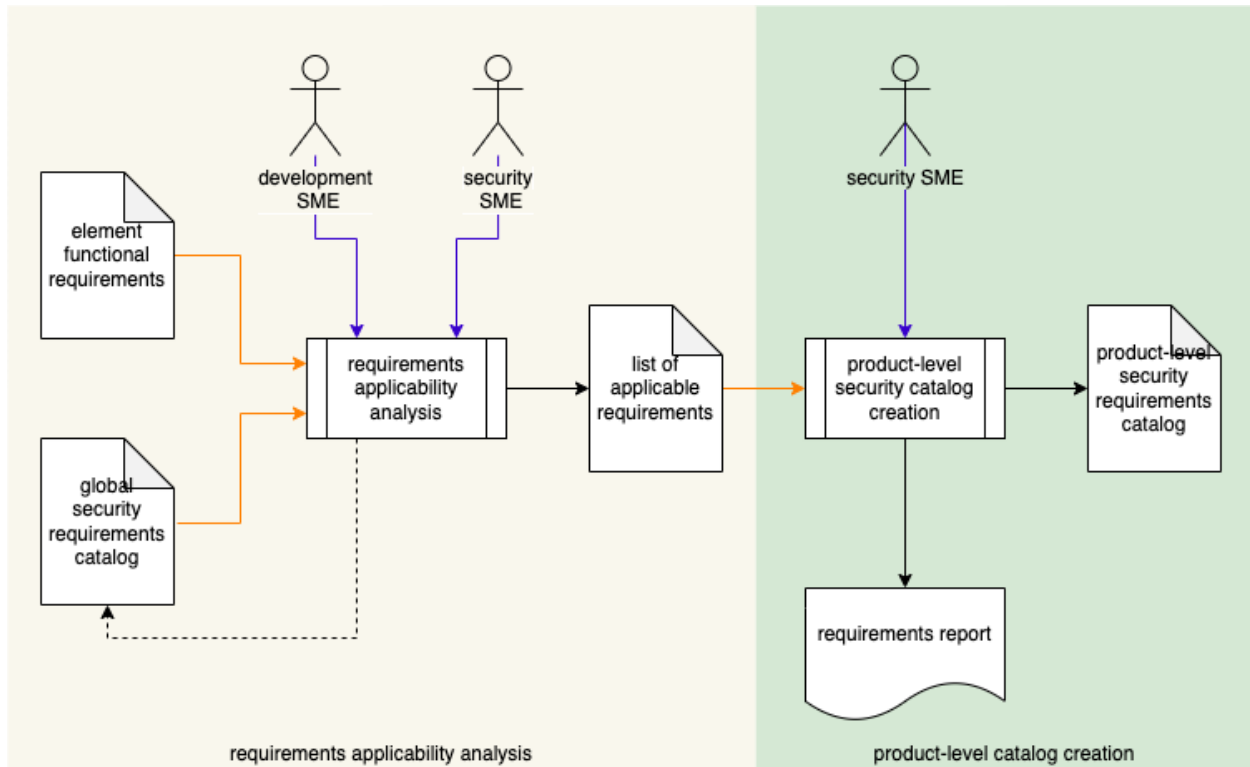 development
SME
security
SME
security SME
element
functional
requirements
requirements
applicability
analysis
list of
applicable
requirements
product-level
security catalog
creation
product-level
security
requirements
catalog
global
security
requirements
catalog
requirements report
requirements applicability analysis
product-level catalog creation